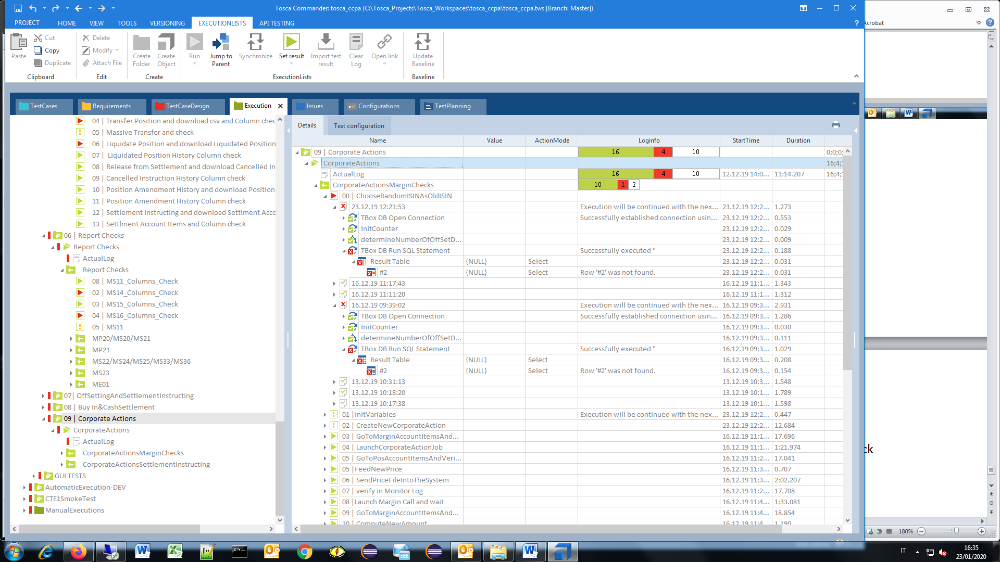 Tosca Commander: tosca_ccpa (C:\Tosca_Projects\Tosca_Workspaces\tosca_ccpa\tosca_ccpa.tws [Branch: Master])
PROJECT HOME VIEW TOOLS VERSIONING EXECUTIONLISTS API TESTING
Acrobat
Paste Cut Copy Duplicate Clipboard
Delete Modify Attach File Edit
Create Folder Create Object Create
Run Jump to Parent Synchronize Set result Import test result Clear Log Open link ExecutionLists
Update Baseline Baseline
TestCases Requirements TestCaseDesign Execution Issues Configurations TestPlanning
04 | Transfer Position and download csv and Column chec
05 | Massive Transfer and check
06 | Liquidate Position and download Liquidated Position
07 | Liquidated Position History Column check
08 | Release from Settlement and download Cancelled In
09 | Cancelled Instruction History Column check
10 | Position Amendment History and download Position
11 | Position Amendment History Column check
12 | Settlement Instructing and download Settlment Acco
13 | Settlment Account Items and Column check
06 | Report Checks
Report Checks
ActualLog
Report Checks
08 | MS11_Columns_Check
02 | MS14_Columns_Check
03 | MS15_Columns_Check
04 | MS16_Columns_Check
05 | MS11
MP20/MS20/MS21
MP21
MS22/MS24/MS25/MS33/MS36
MS23
ME01
07| OffSettingAndSettlementInstructing
08 | Buy In&CashSettlement
09 | Corporate Actions
CorporateActions
ActualLog
CorporateActionsMarginChecks
CorporateActionsSettlementInstructing
GUI TESTS
AutomaticExecution-DEV
CTE1SmokeTest
ManualExecutions
Details Test configuration
Name Value ActionMode Loginfo StartTime Duration
09 | Corporate Actions 16 4 10 0;0;0;
CorporateActions 16;4;1
ActualLog 16 4 10 12.12.19 14:0... 11:14.207 16;4;1
CorporateActionsMarginChecks 10 1 2
00 | ChooseRandomISINAsOldISIN
23.12.19 12:21:53 Execution will be continued with the nex... 23.12.19 12:2... 1.273
TBox DB Open Connection Successfully established connection usin... 23.12.19 12:2... 0.553
InitCounter 23.12.19 12:2... 0.029
determineNumberOfOffSetD... 23.12.19 12:2... 0.009
TBox DB Run SQL Statement Successfully executed " 23.12.19 12:2... 0.188
Result Table {NULL} Select 23.12.19 12:2... 0.031
#2 {NULL} Select Row '#2' was not found. 23.12.19 12:2... 0.031
16.12.19 11:17:43 16.12.19 11:1... 1.343
16.12.19 11:11:20 16.12.19 11:1... 1.312
16.12.19 09:39:02 Execution will be continued with the nex... 16.12.19 09:3... 2.931
TBox DB Open Connection Successfully established connection usin... 16.12.19 09:3... 1.286
InitCounter 16.12.19 09:3... 0.030
determineNumberOfOffSetD... 16.12.19 09:3... 0.111
TBox DB Run SQL Statement Successfully executed " 16.12.19 09:3... 1.029
Result Table {NULL} Select 16.12.19 09:3... 0.208
#2 {NULL} Select Row '#2' was not found. 16.12.19 09:3... 0.154
13.12.19 10:31:13 13.12.19 10:3... 1.548
13.12.19 10:18:20 13.12.19 10:1... 1.789
13.12.19 10:17:38 13.12.19 10:1... 1.598
01 |InitVariables Execution will be continued with the nex... 23.12.19 12:2... 0.447
02 | CreateNewCorporateAction 23.12.19 12:2... 12.684
03 | GoToMarginAccountItemsAnd... 16.12.19 11:1... 17.696
04 | LaunchCorporateActionJob 16.12.19 11:1... 1:21.974
05 | GoToPosAccountItemsAndVeri... 16.12.19 11:2... 17.041
05 |FeedNewPrice 16.12.19 11:3... 0.707
06 | SendPriceFileIntoTheSystem 16.12.19 11:3... 2:02.207
07 | verify in Monitor Log 16.12.19 11:2... 17.708
08 |Launch Margin Call and wait 16.12.19 11:4... 1:33.081
09 | GoToMarginAccountItemsAnd... 16.12.19 11:4... 18.854
10 | ComputeNewAmount 16.12.19 11:4 1.190
ck
180%
IT
16:35
23/01/2020